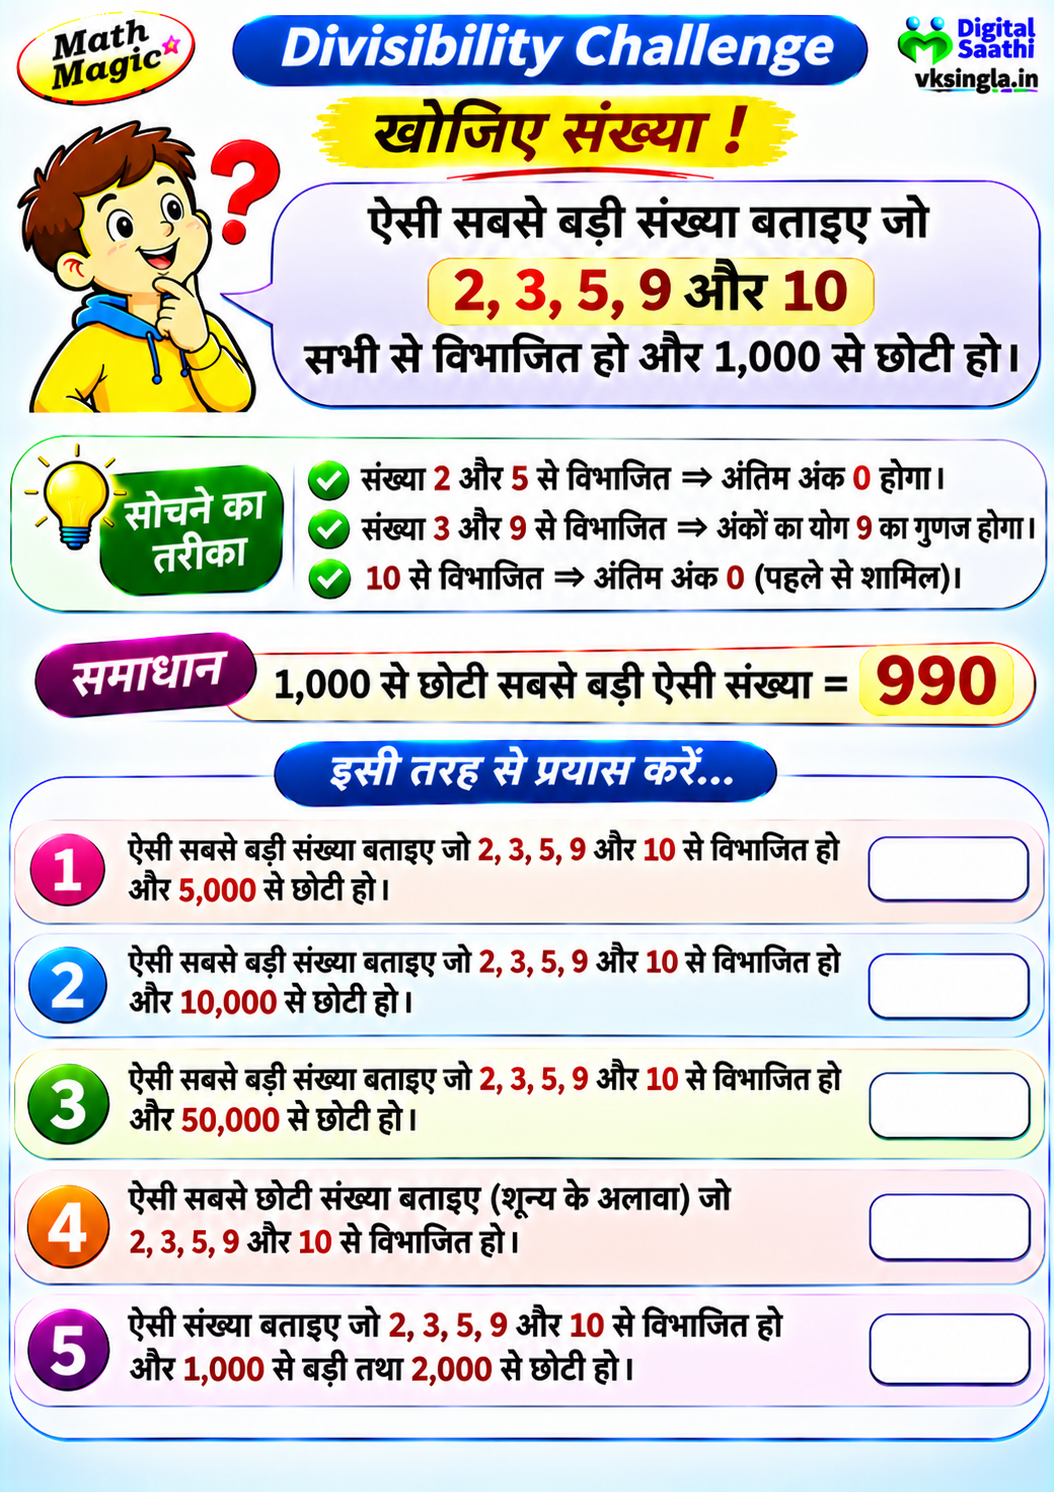 Math
Magic
Divisibility Challenge
Digital
Saathi
vksingla.in
खोजिए संख्या !
?
ऐसी सबसे बड़ी संख्या बताइए जो
2, 3, 5, 9 और 10
सभी से विभाजित हो और 1,000 से छोटी हो।
सोचने का
तरीका
संख्या 2 और 5 से विभाजित ⇒ अंतिम अंक 0 होगा।
संख्या 3 और 9 से विभाजित ⇒ अंकों का योग 9 का गुणज होगा।
10 से विभाजित ⇒ अंतिम अंक 0 (पहले से शामिल)।
समाधान
1,000 से छोटी सबसे बड़ी ऐसी संख्या = 990
इसी तरह से प्रयास करें...
1
ऐसी सबसे बड़ी संख्या बताइए जो 2, 3, 5, 9 और 10 से विभाजित हो
और 5,000 से छोटी हो।
2
ऐसी सबसे बड़ी संख्या बताइए जो 2, 3, 5, 9 और 10 से विभाजित हो
और 10,000 से छोटी हो।
3
ऐसी सबसे बड़ी संख्या बताइए जो 2, 3, 5, 9 और 10 से विभाजित हो
और 50,000 से छोटी हो।
4
ऐसी सबसे छोटी संख्या बताइए (शून्य के अलावा) जो
2, 3, 5, 9 और 10 से विभाजित हो।
5
ऐसी संख्या बताइए जो 2, 3, 5, 9 और 10 से विभाजित हो
और 1,000 से बड़ी तथा 2,000 से छोटी हो।